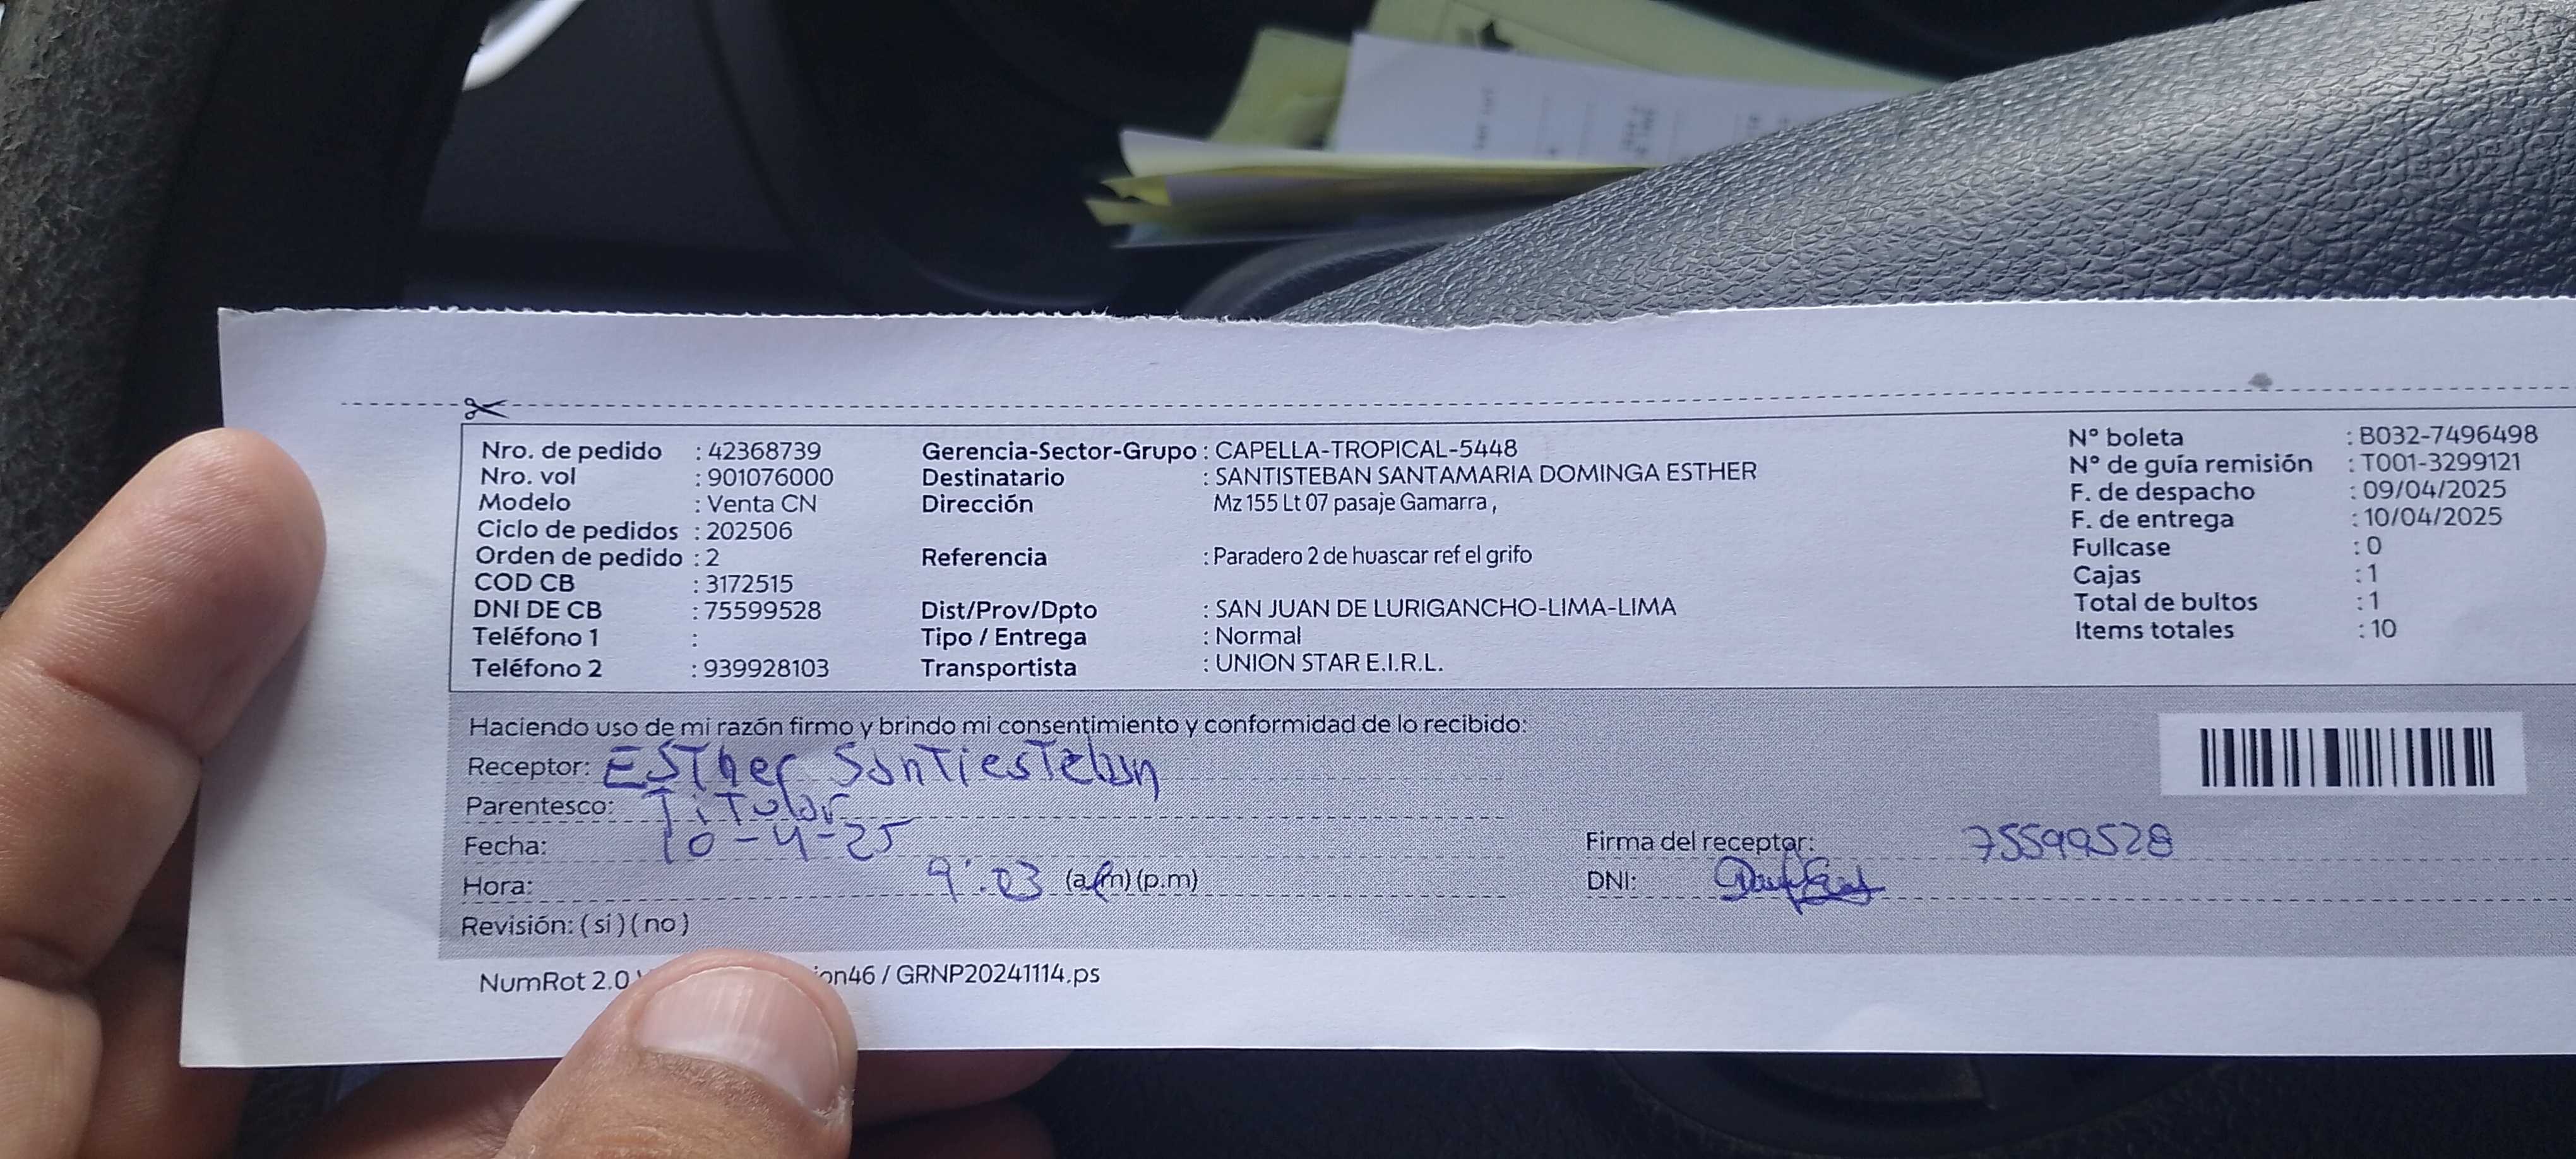 Nro. de pedido : 42368739
Nro. vol : 901076000
Modelo : Venta CN
Ciclo de pedidos : 202506
Orden de pedido : 2
COD CB : 3172515
DNI DE CB : 75599528
Teléfono 1 :
Teléfono 2 : 939928103
Gerencia-Sector-Grupo : CAPELLA-TROPICAL-5448
Destinatario : SANTISTEBAN SANTAMARIA DOMINGA ESTHER
Dirección Mz 155 Lt 07 pasaje Gamarra ,
Referencia : Paradero 2 de huascar ref el grifo
Dist/Prov/Dpto : SAN JUAN DE LURIGANCHO-LIMA-LIMA
Tipo / Entrega : Normal
Transportista : UNION STAR E.I.R.L.
N° boleta : B032-7496498
N° de guía remisión : T001-3299121
F. de despacho : 09/04/2025
F. de entrega : 10/04/2025
Fullcase : 0
Cajas : 1
Total de bultos : 1
Items totales : 10
Haciendo uso de mi razón firmo y brindo mi consentimiento y conformidad de lo recibido:
Receptor: ESTher SanTiesTeban
Parentesco: TiTular
Fecha: 10-4-25
Hora: 9:03 (a.m) (p.m)
Revisión: ( si ) ( no )
Firma del receptor: 75599528
DNI:
NumRot 2.0 on46 / GRNP20241114.ps